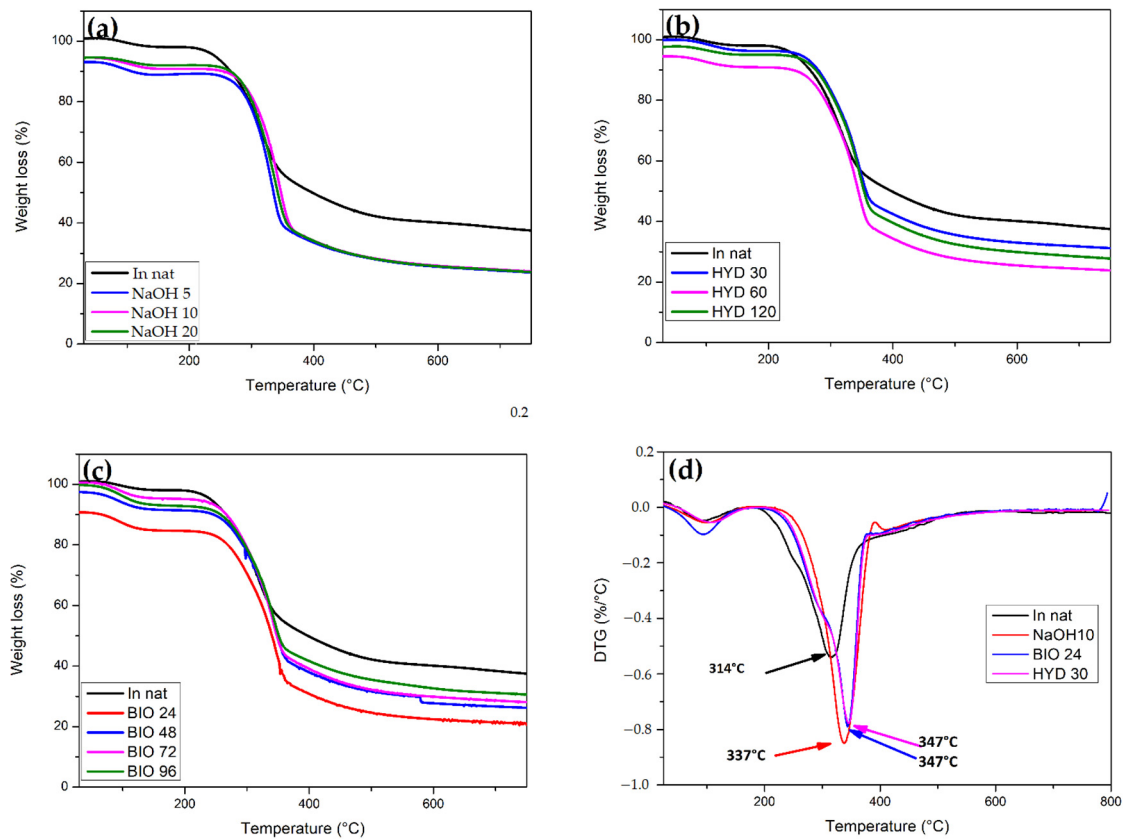 (a)
100
80
60
40
20
0
Weight loss (%)
In nat
NaOH 5
NaOH 10
NaOH 20
200
400
600
Temperature (°C)
(b)
100
80
60
40
20
0
Weight loss (%)
In nat
HYD 30
HYD 60
HYD 120
200
400
600
Temperature (°C)
0.2
(c)
100
80
60
40
20
0
Weight loss (%)
In nat
BIO 24
BIO 48
BIO 72
BIO 96
200
400
600
Temperature (°C)
(d)
0.2
0.0
−0.2
−0.4
−0.6
−0.8
−1.0
DTG (%/°C)
In nat
NaOH10
BIO 24
HYD 30
314°C
337°C
347°C
347°C
200
400
600
800
Temperature (°C)